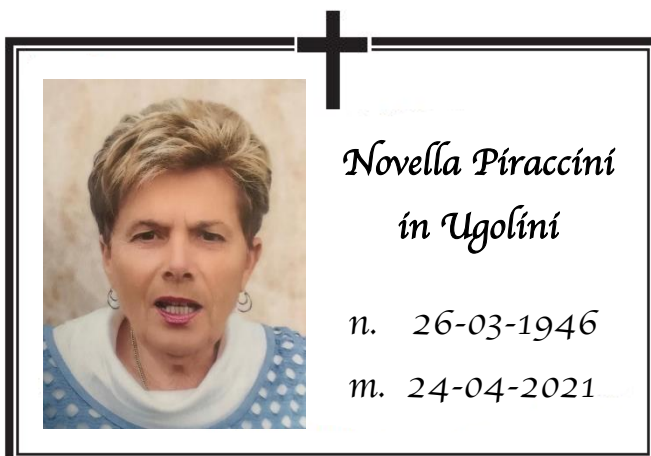 Novella Piraccini
in Ugolini
n. 26-03-1946
m. 24-04-2021